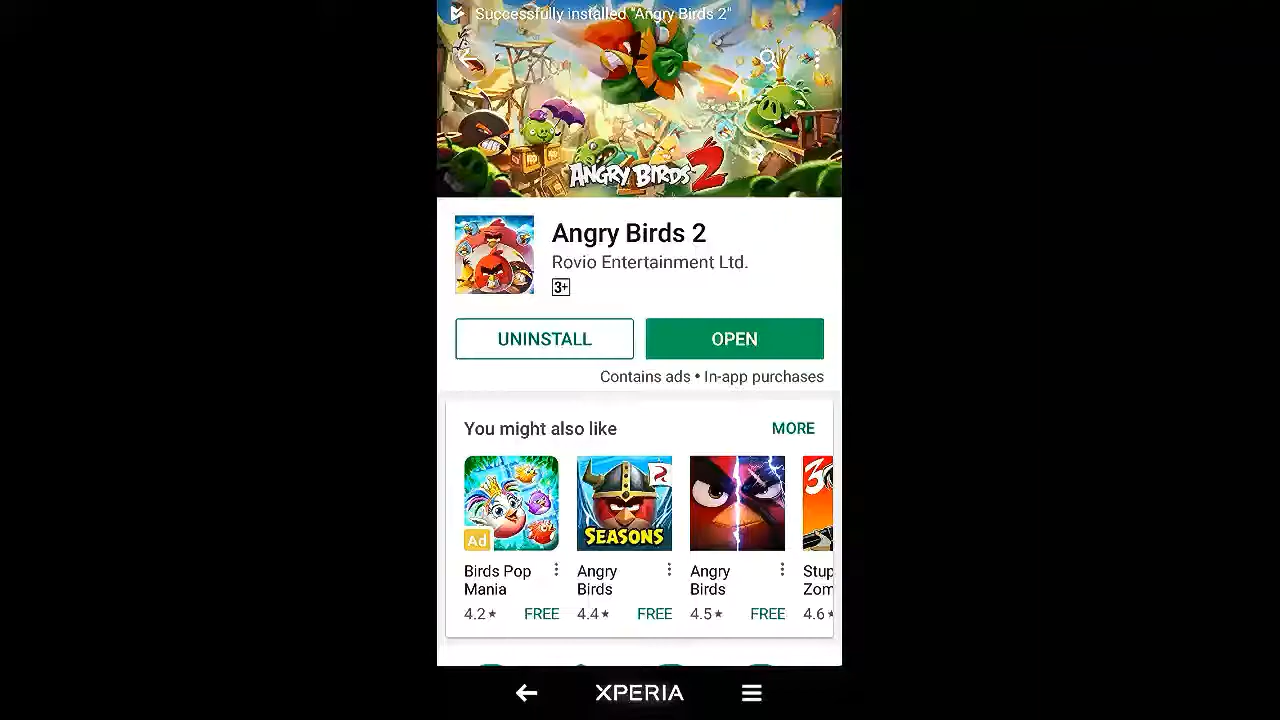 Successfully installed "Angry Birds 2"
ANGRY BIRDS 2
Angry Birds 2
Rovio Entertainment Ltd.
3+
UNINSTALL
OPEN
Contains ads • In-app purchases
You might also like
MORE
Ad
SEASONS
Birds Pop
Mania
Angry
Birds
Angry
Birds
Stup
Zom
4.2★
FREE
4.4★
FREE
4.5★
FREE
4.6★
XPERIA